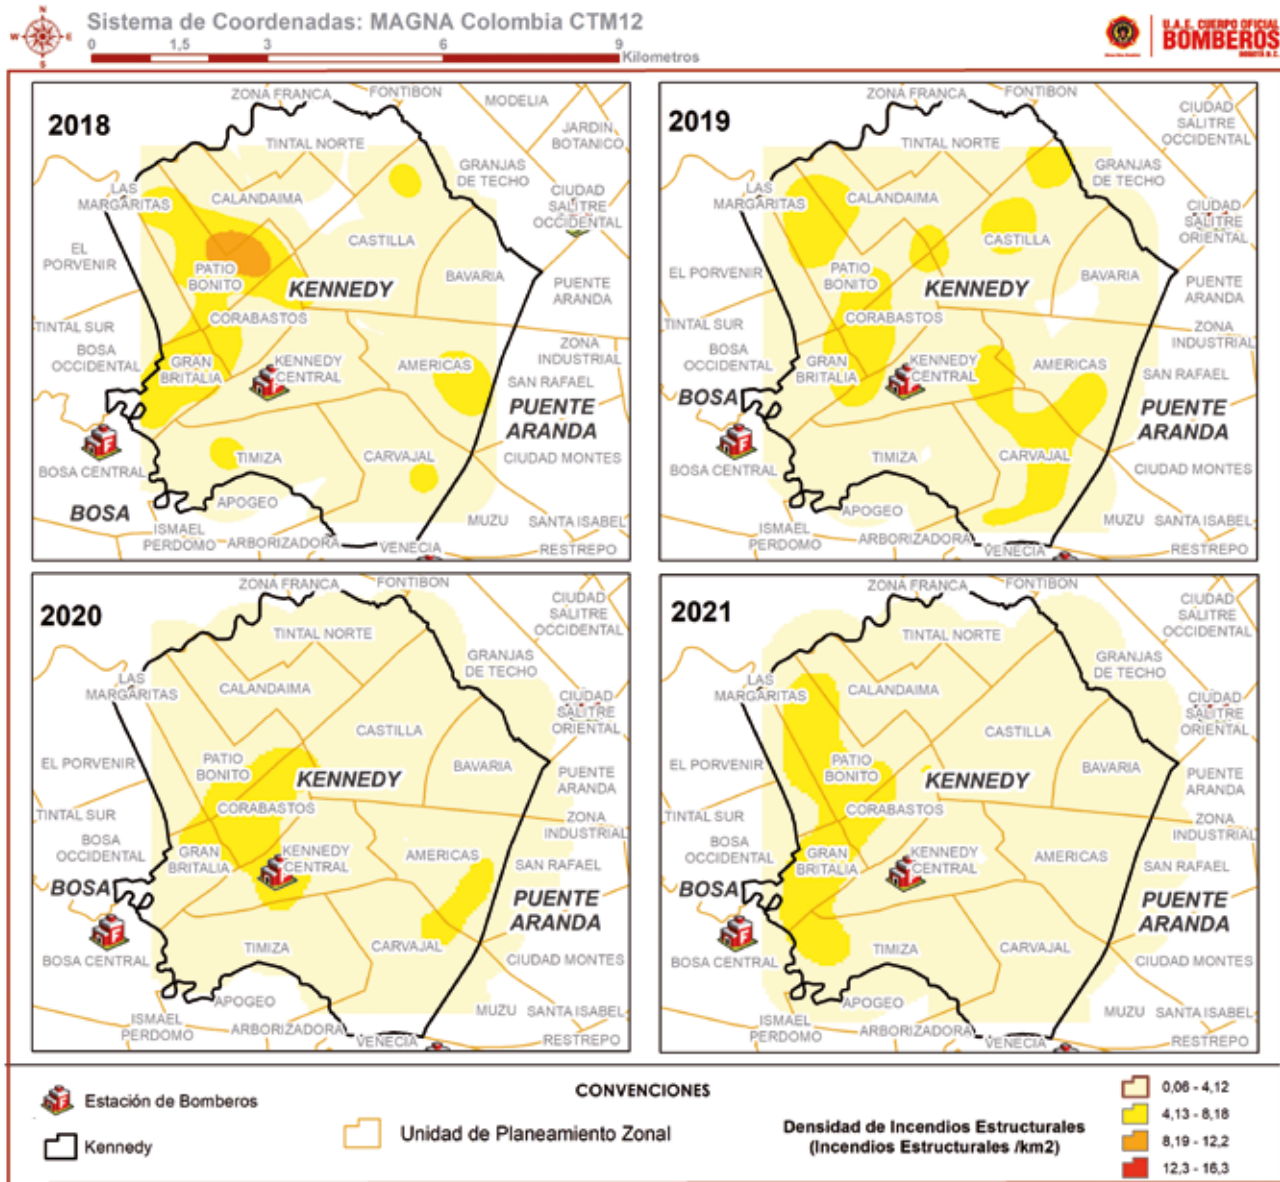 Sistema de Coordenadas: MAGNA Colombia CTM12
0 1,5 3 6 9
Kilometros
U.A.E. CUERPO OFICIAL
BOMBEROS
2018
ZONA FRANCA
FONTIBON
MODELIA
JARDIN
BOTANICO
TINTAL NORTE
GRANJAS
DE TECHO
LAS
MARGARITAS
CALANDAIMA
CIUDAD
SALITRE
OCCIDENTAL
EL
PORVENIR
CASTILLA
PATIO
BONITO
BAVARIA
KENNEDY
PUENTE
ARANDA
TINTAL SUR
CORABASTOS
BOSA
OCCIDENTAL
GRAN
BRITALIA
KENNEDY
CENTRAL
AMERICAS
ZONA
INDUSTRIAL
SAN RAFAEL
PUENTE
ARANDA
BOSA CENTRAL
TIMIZA
CARVAJAL
CIUDAD MONTES
BOSA
APOGEO
ISMAEL
PERDOMO
ARBORIZADORA
VENECIA
MUZU
SANTA ISABEL
RESTREPO
2019
ZONA FRANCA
FONTIBON
CIUDAD
SALITRE
OCCIDENTAL
TINTAL NORTE
GRANJAS
DE TECHO
LAS
MARGARITAS
CALANDAIMA
CIUDAD
SALITRE
ORIENTAL
CASTILLA
EL PORVENIR
PATIO
BONITO
BAVARIA
KENNEDY
PUENTE
ARANDA
TINTAL SUR
CORABASTOS
BOSA
OCCIDENTAL
GRAN
BRITALIA
KENNEDY
CENTRAL
AMERICAS
ZONA
INDUSTRIAL
SAN RAFAEL
BOSA
PUENTE
ARANDA
BOSA CENTRAL
TIMIZA
CARVAJAL
CIUDAD MONTES
APOGEO
ISMAEL
PERDOMO
ARBORIZADORA
VENECIA
MUZU
SANTA ISABEL
RESTREPO
2020
ZONA FRANCA
FONTIBON
CIUDAD
SALITRE
OCCIDENTAL
TINTAL NORTE
GRANJAS
DE TECHO
LAS
MARGARITAS
CALANDAIMA
CIUDAD
SALITRE
ORIENTAL
CASTILLA
EL PORVENIR
PATIO
BONITO
BAVARIA
KENNEDY
PUENTE
ARANDA
TINTAL SUR
CORABASTOS
BOSA
OCCIDENTAL
GRAN
BRITALIA
KENNEDY
CENTRAL
AMERICAS
ZONA
INDUSTRIAL
SAN RAFAEL
BOSA
PUENTE
ARANDA
BOSA CENTRAL
TIMIZA
CARVAJAL
CIUDAD MONTES
APOGEO
ISMAEL
PERDOMO
ARBORIZADORA
VENECIA
MUZU
SANTA ISABEL
RESTREPO
2021
ZONA FRANCA
FONTIBON
CIUDAD
SALITRE
OCCIDENTAL
TINTAL NORTE
GRANJAS
DE TECHO
LAS
MARGARITAS
CALANDAIMA
CIUDAD
SALITRE
ORIENTAL
CASTILLA
EL PORVENIR
PATIO
BONITO
BAVARIA
KENNEDY
PUENTE
ARANDA
TINTAL SUR
CORABASTOS
BOSA
OCCIDENTAL
GRAN
BRITALIA
KENNEDY
CENTRAL
AMERICAS
ZONA
INDUSTRIAL
SAN RAFAEL
BOSA
PUENTE
ARANDA
BOSA CENTRAL
TIMIZA
CARVAJAL
CIUDAD MONTES
APOGEO
ISMAEL
PERDOMO
ARBORIZADORA
VENECIA
MUZU
SANTA ISABEL
RESTREPO
CONVENCIONES
Estación de Bomberos
Kennedy
Unidad de Planeamiento Zonal
Densidad de Incendios Estructurales
(Incendios Estructurales /km2)
0,06 - 4,12
4,13 - 8,18
8,19 - 12,2
12,3 - 16,3